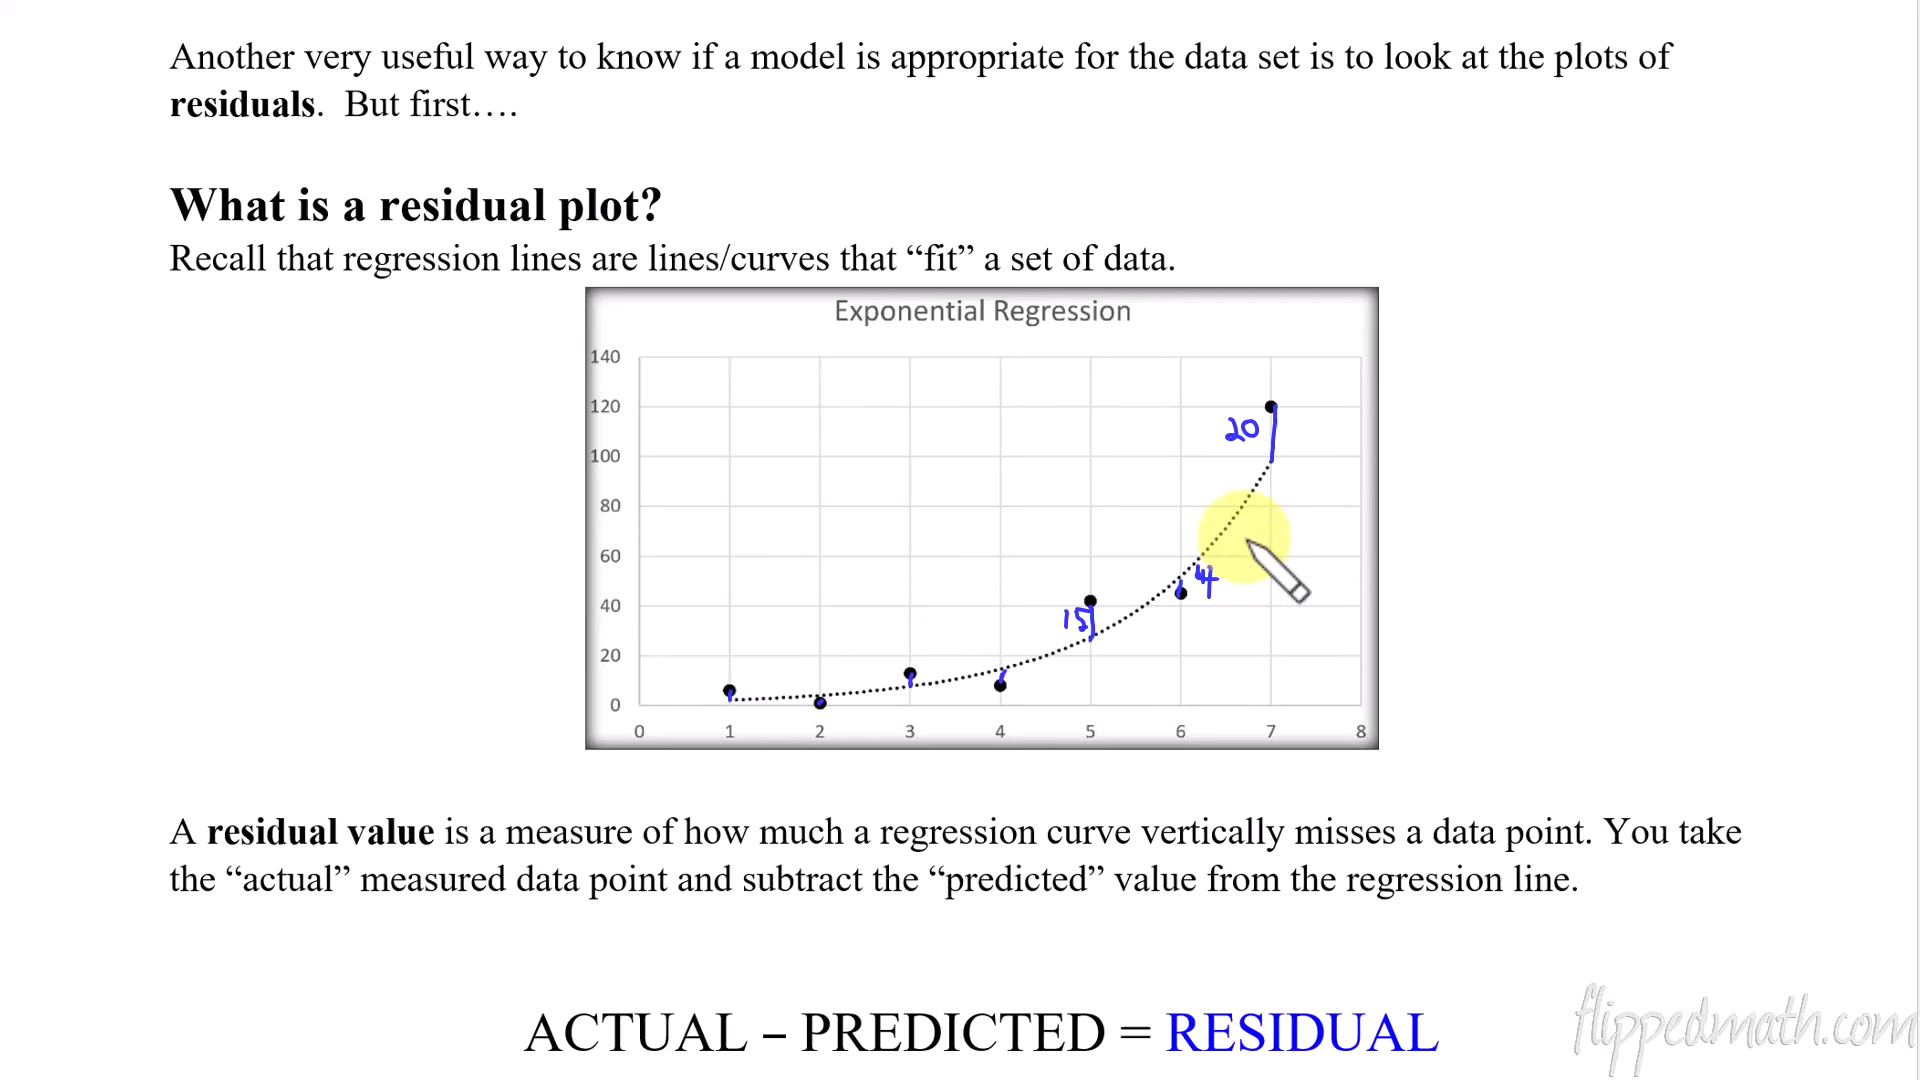 Another very useful way to know if a model is appropriate for the data set is to look at the plots of
residuals.  But first….
What is a residual plot?
Recall that regression lines are lines/curves that “fit” a set of data.
Exponential Regression
140
120
20
100
80
60
4
40
15
20
0
0 1 2 3 4 5 6 7 8
A residual value is a measure of how much a regression curve vertically misses a data point. You take
the “actual” measured data point and subtract the “predicted” value from the regression line.
ACTUAL – PREDICTED = RESIDUAL
flippedmath.com